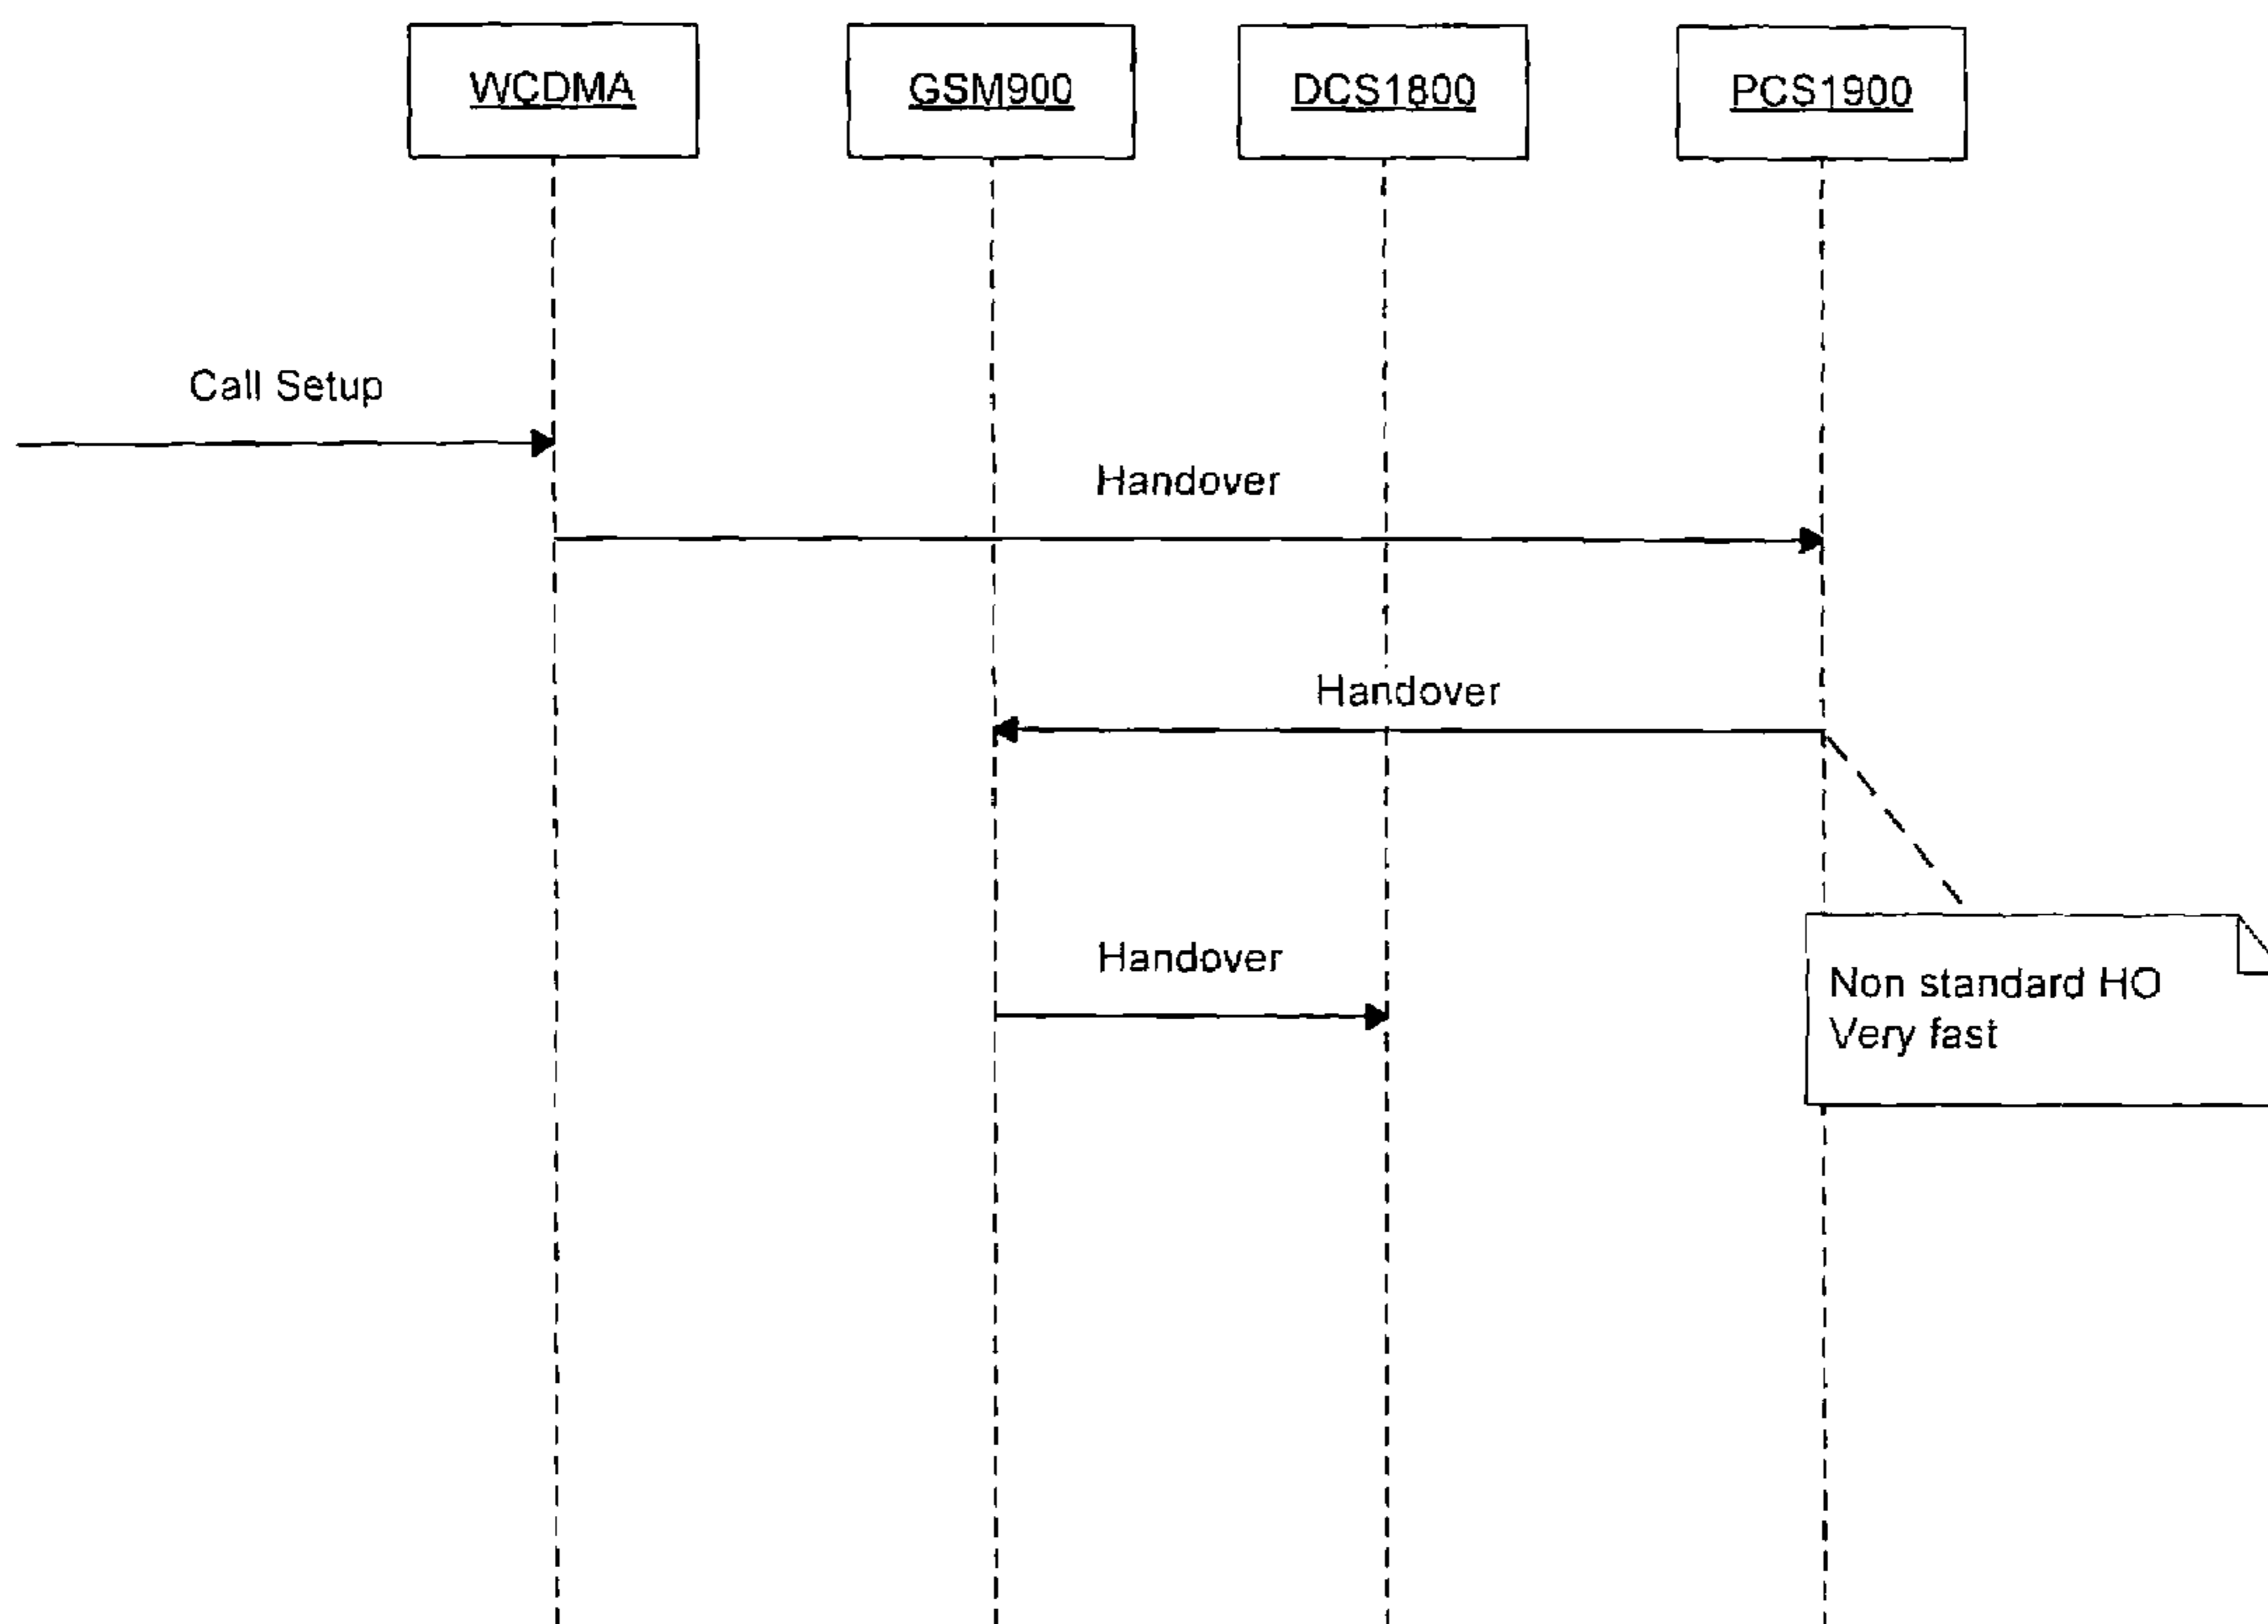 WCDMA
GSM900
DCS1800
PCS1900
Call Setup
Handover
Handover
Handover
Non standard HO
Very fast